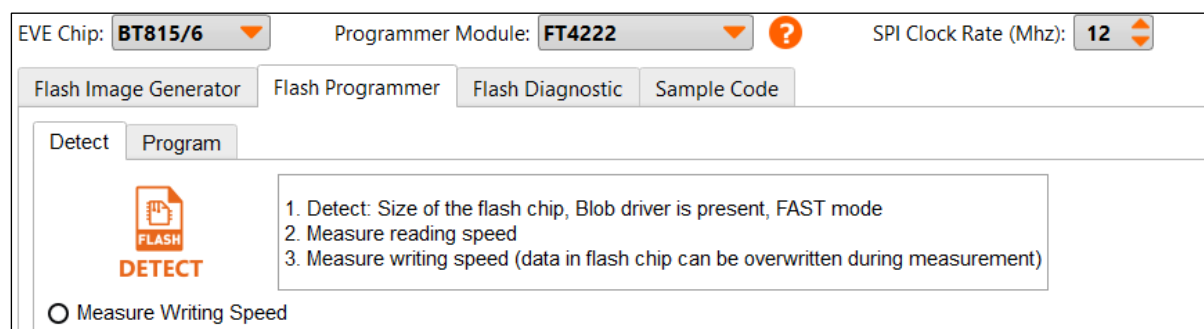 EVE Chip: BT815/6 Programmer Module: FT4222 ? SPI Clock Rate (Mhz): 12
Flash Image Generator Flash Programmer Flash Diagnostic Sample Code
Detect Program
FLASH
DETECT
1. Detect: Size of the flash chip, Blob driver is present, FAST mode
2. Measure reading speed
3. Measure writing speed (data in flash chip can be overwritten during measurement)
Measure Writing Speed